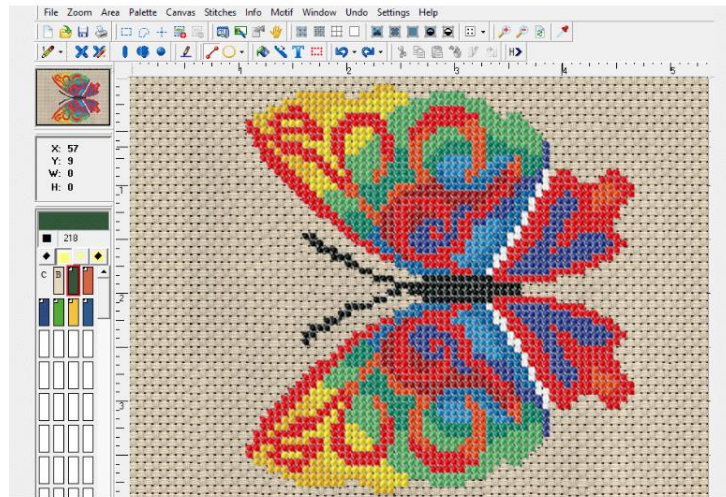 File Zoom Area Palette Canvas Stitches Info Motif Window Undo Settings Help
T H
1 2 3 4 5
X: 57
Y: 9
W: 0
H: 0
1
218
C B
2
3